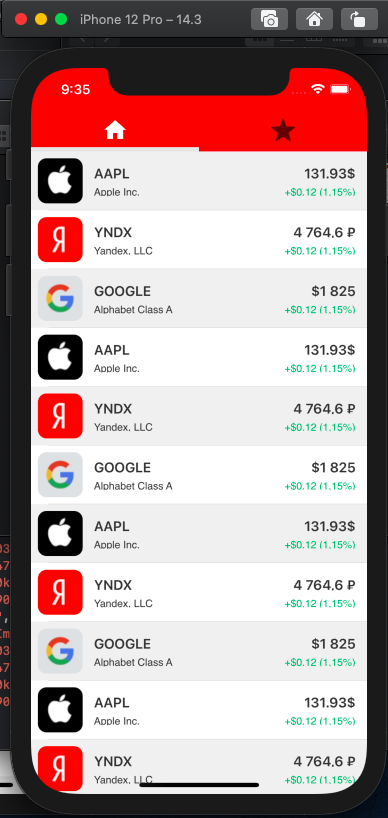 iPhone 12 Pro – 14.3
9:35
AAPL 131.93$
Apple Inc. +$0.12 (1.15%)
Я YNDX 4 764.6 ₽
Yandex. LLC +$0.12 (1.15%)
G GOOGLE $1 825
Alphabet Class A +$0.12 (1.15%)
AAPL 131.93$
Apple Inc. +$0.12 (1.15%)
Я YNDX 4 764.6 ₽
Yandex. LLC +$0.12 (1.15%)
G GOOGLE $1 825
Alphabet Class A +$0.12 (1.15%)
AAPL 131.93$
Apple Inc. +$0.12 (1.15%)
Я YNDX 4 764.6 ₽
Yandex. LLC +$0.12 (1.15%)
G GOOGLE $1 825
Alphabet Class A +$0.12 (1.15%)
AAPL 131.93$
Apple Inc. +$0.12 (1.15%)
Я YNDX 4 764.6 ₽
Yandex. LLC +$0.12 (1.15%)